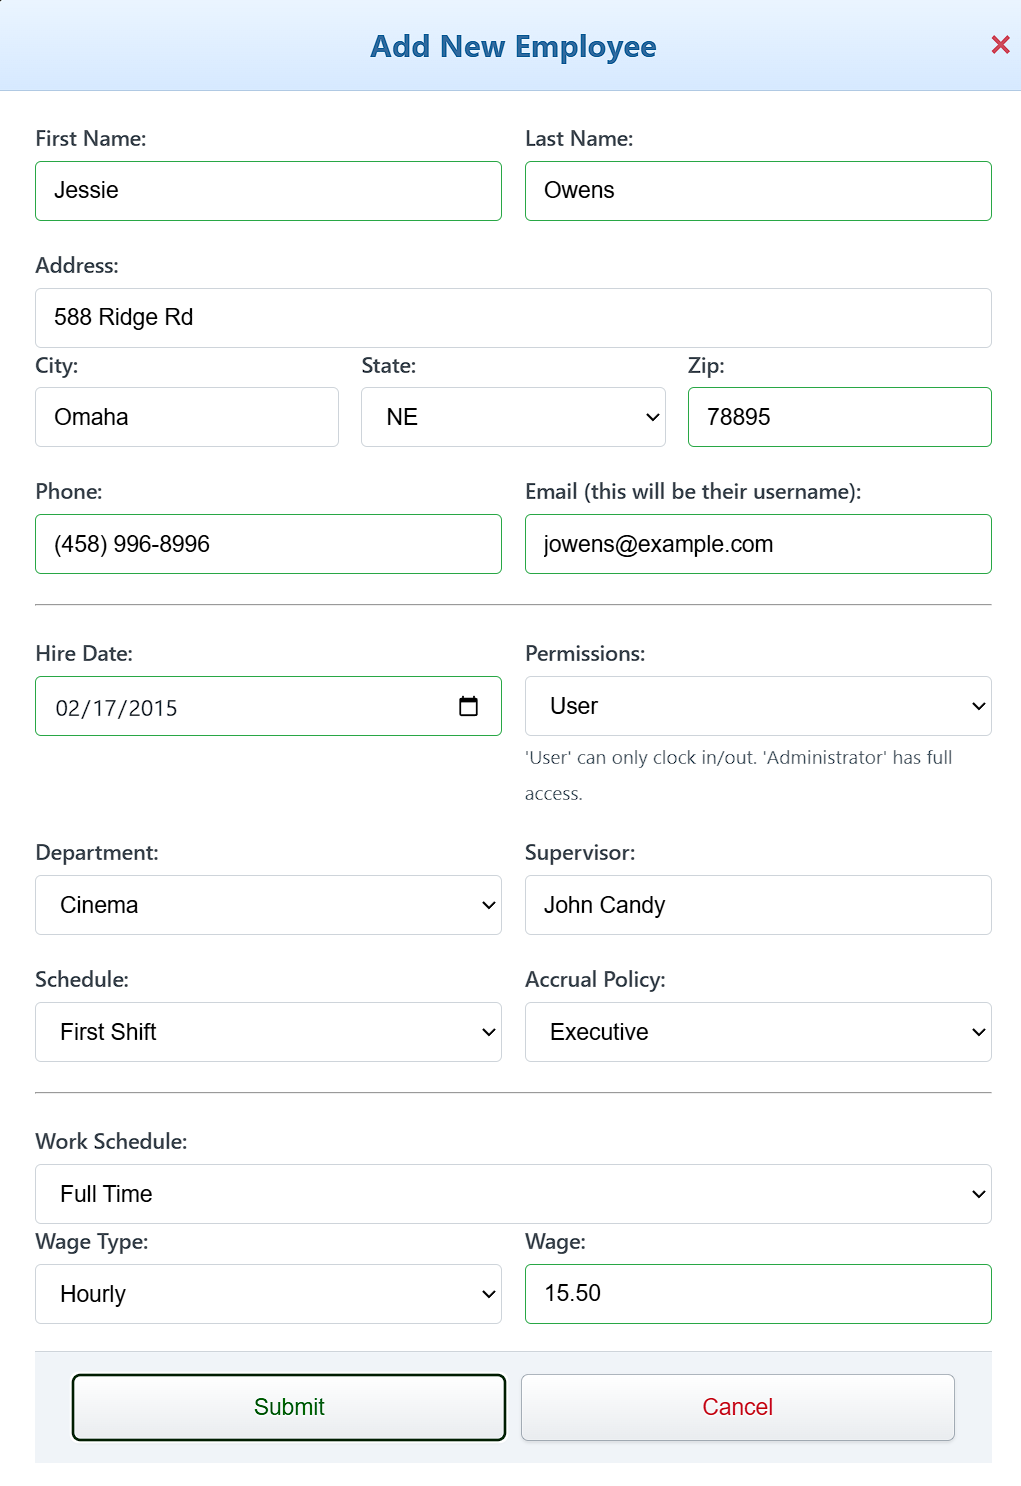 Add New Employee
First Name:
Last Name:
Jessie
Owens
Address:
588 Ridge Rd
City:
State:
Zip:
Omaha
NE
78895
Phone:
Email (this will be their username):
(458) 996-8996
jowens@example.com
Hire Date:
Permissions:
02/17/2015
User
'User' can only clock in/out. 'Administrator' has full
access.
Department:
Supervisor:
Cinema
John Candy
Schedule:
Accrual Policy:
First Shift
Executive
Work Schedule:
Full Time
Wage Type:
Wage:
Hourly
15.50
Submit
Cancel